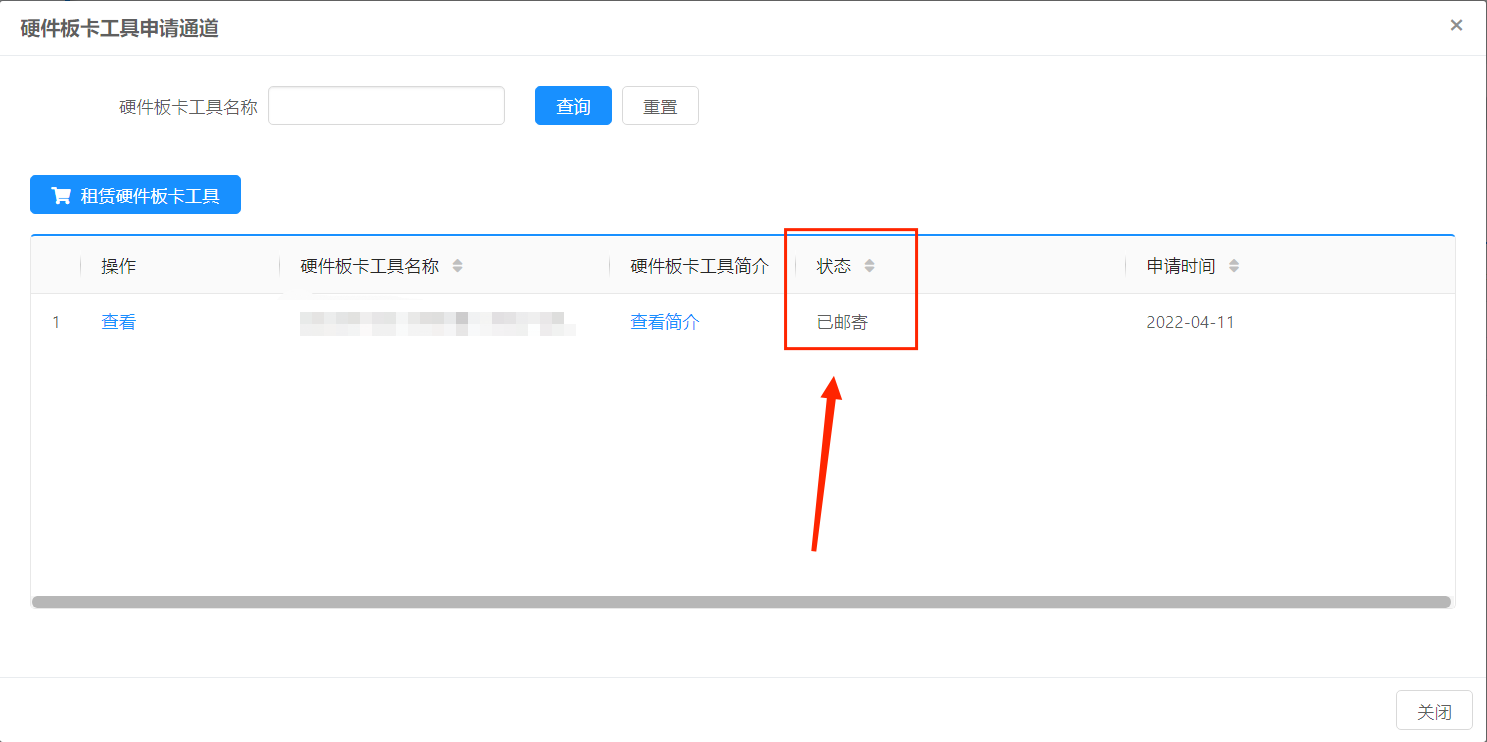 硬件板卡工具申请通道
硬件板卡工具名称 查询 重置
租赁硬件板卡工具
操作 硬件板卡工具名称 硬件板卡工具简介 状态 申请时间
1 查看 查看简介 已邮寄 2022-04-11
关闭